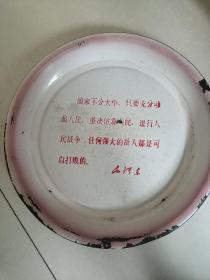 国家不分大小，只要充分动
员人民，坚决依靠人民，进行人
民战争，任何强大的敌人都是可
以打败的。
毛泽东